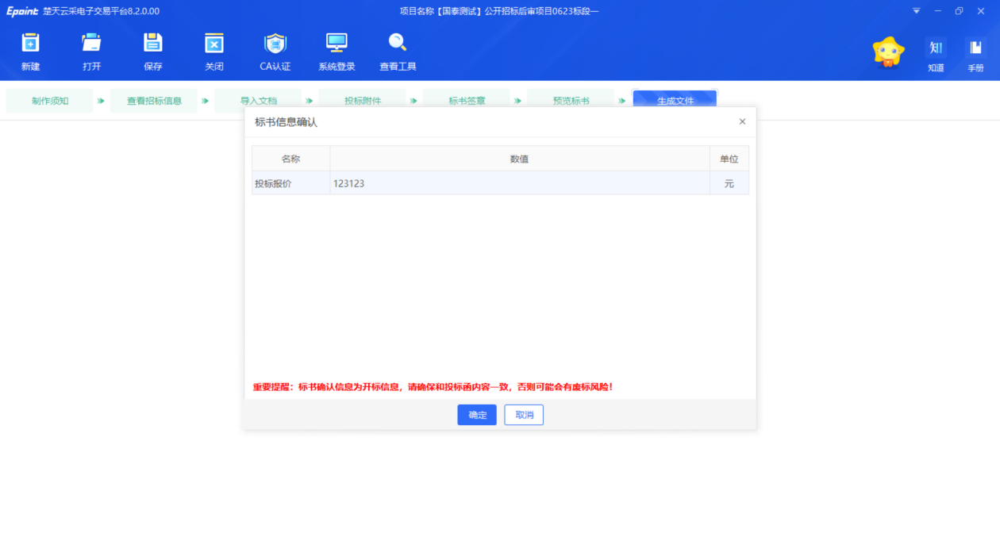 Epoint 楚天云采电子交易平台8.2.0.00
项目名称【国泰测试】公开招标后审项目0623标段一
新建 打开 保存 关闭 CA认证 系统登录 查看工具
知 知道 手册
制作须知 查看招标信息 导入文档 投标附件 标书签章 预览标书 生成文件
标书信息确认
名称 数值 单位
投标报价 123123 元
重要提醒：标书确认信息为开标信息，请确保和投标函内容一致，否则可能会有废标风险！
确定 取消